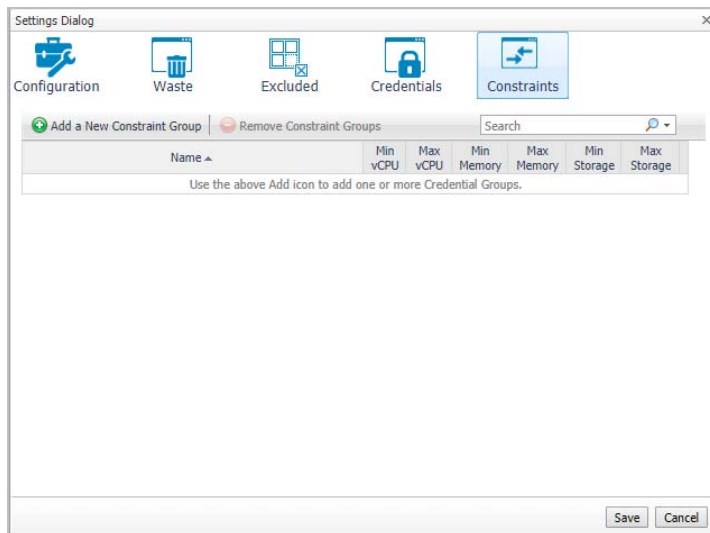 Settings Dialog
Configuration Waste Excluded Credentials Constraints
Add a New Constraint Group Remove Constraint Groups Search
Name Min vCPU Max vCPU Min Memory Max Memory Min Storage Max Storage
Use the above Add icon to add one or more Credential Groups.
Save Cancel